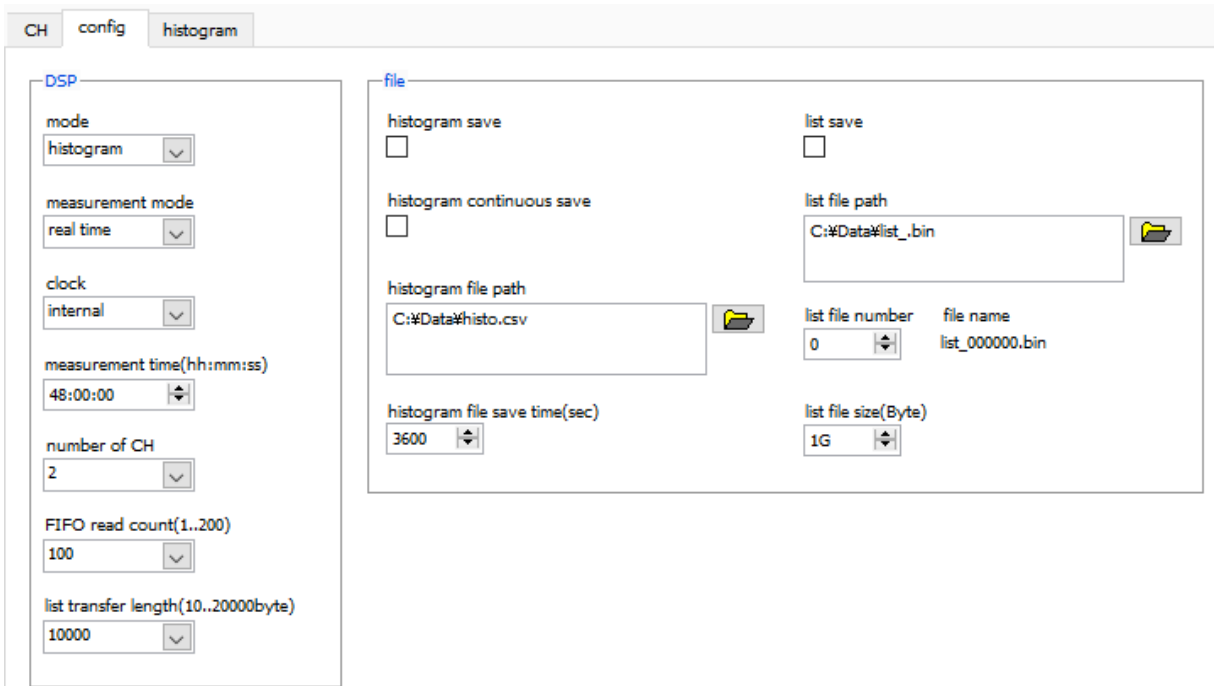 CH
config
histogram
DSP
mode
histogram
measurement mode
real time
clock
internal
measurement time(hh:mm:ss)
48:00:00
number of CH
2
FIFO read count(1..200)
100
list transfer length(10..20000byte)
10000
file
histogram save
histogram continuous save
histogram file path
C:¥Data¥histo.csv
histogram file save time(sec)
3600
list save
list file path
C:¥Data¥list_.bin
list file number
0
file name
list_000000.bin
list file size(Byte)
1G